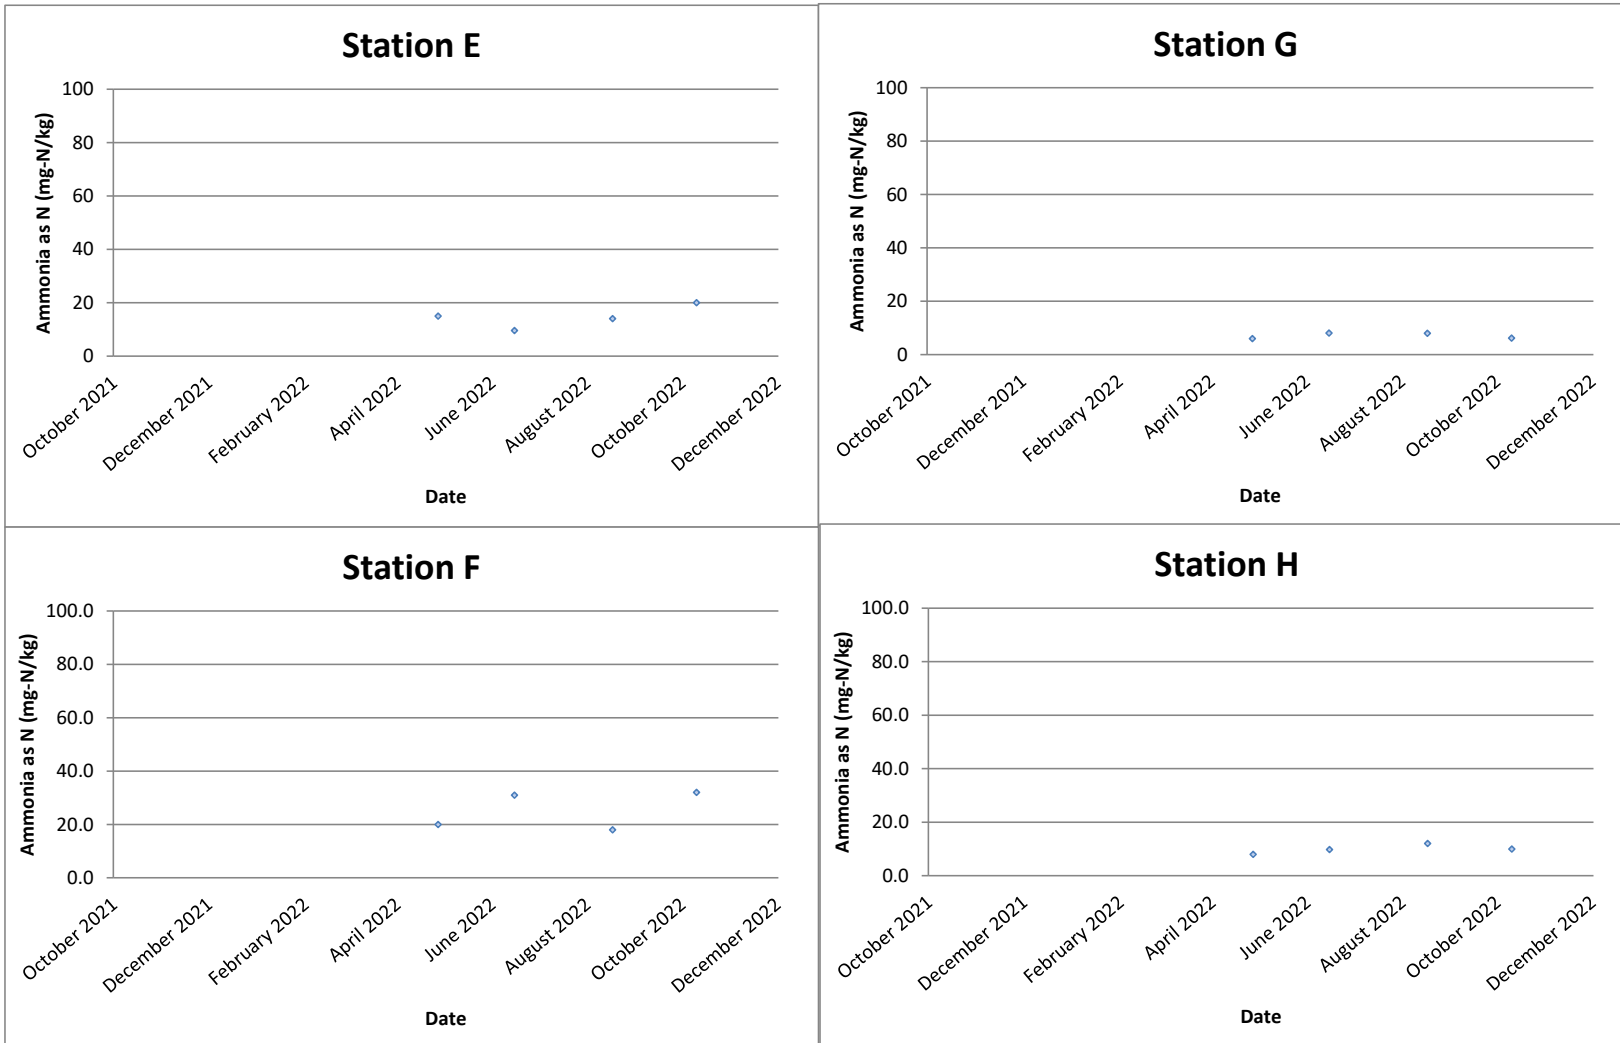 Station E
Ammonia as N (mg-N/kg)
100
80
60
40
20
0
October 2021
December 2021
February 2022
April 2022
June 2022
August 2022
October 2022
December 2022
Date
Station G
Ammonia as N (mg-N/kg)
100
80
60
40
20
0
October 2021
December 2021
February 2022
April 2022
June 2022
August 2022
October 2022
December 2022
Date
Station F
Ammonia as N (mg-N/kg)
100.0
80.0
60.0
40.0
20.0
0.0
October 2021
December 2021
February 2022
April 2022
June 2022
August 2022
October 2022
December 2022
Date
Station H
Ammonia as N (mg-N/kg)
100.0
80.0
60.0
40.0
20.0
0.0
October 2021
December 2021
February 2022
April 2022
June 2022
August 2022
October 2022
December 2022
Date